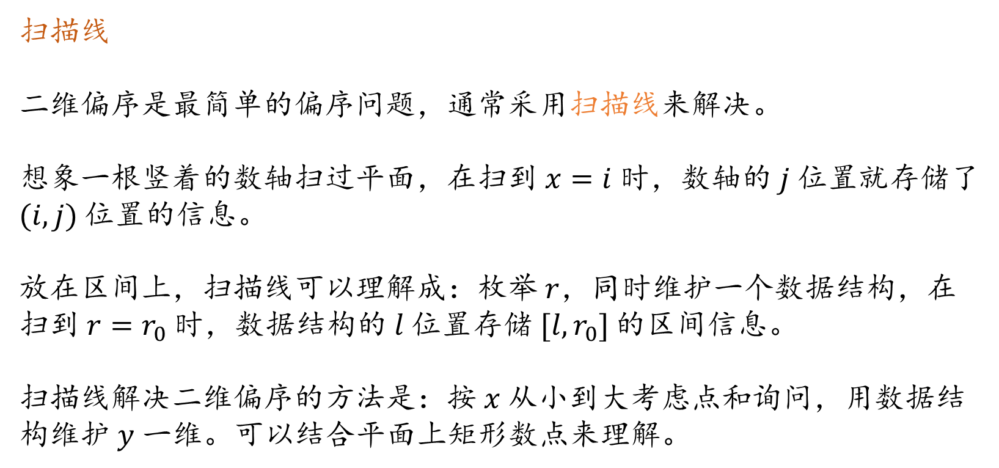 扫描线
二维偏序是最简单的偏序问题，通常采用扫描线来解决。
想象一根竖着的数轴扫过平面，在扫到 x = i 时，数轴的 j 位置就存储了
(i, j) 位置的信息。
放在区间上，扫描线可以理解成：枚举 r，同时维护一个数据结构，在
扫到 r = r₀ 时，数据结构的 l 位置存储 [l, r₀] 的区间信息。
扫描线解决二维偏序的方法是：按 x 从小到大考虑点和询问，用数据结
构维护 y 一维。可以结合平面上矩形数点来理解。